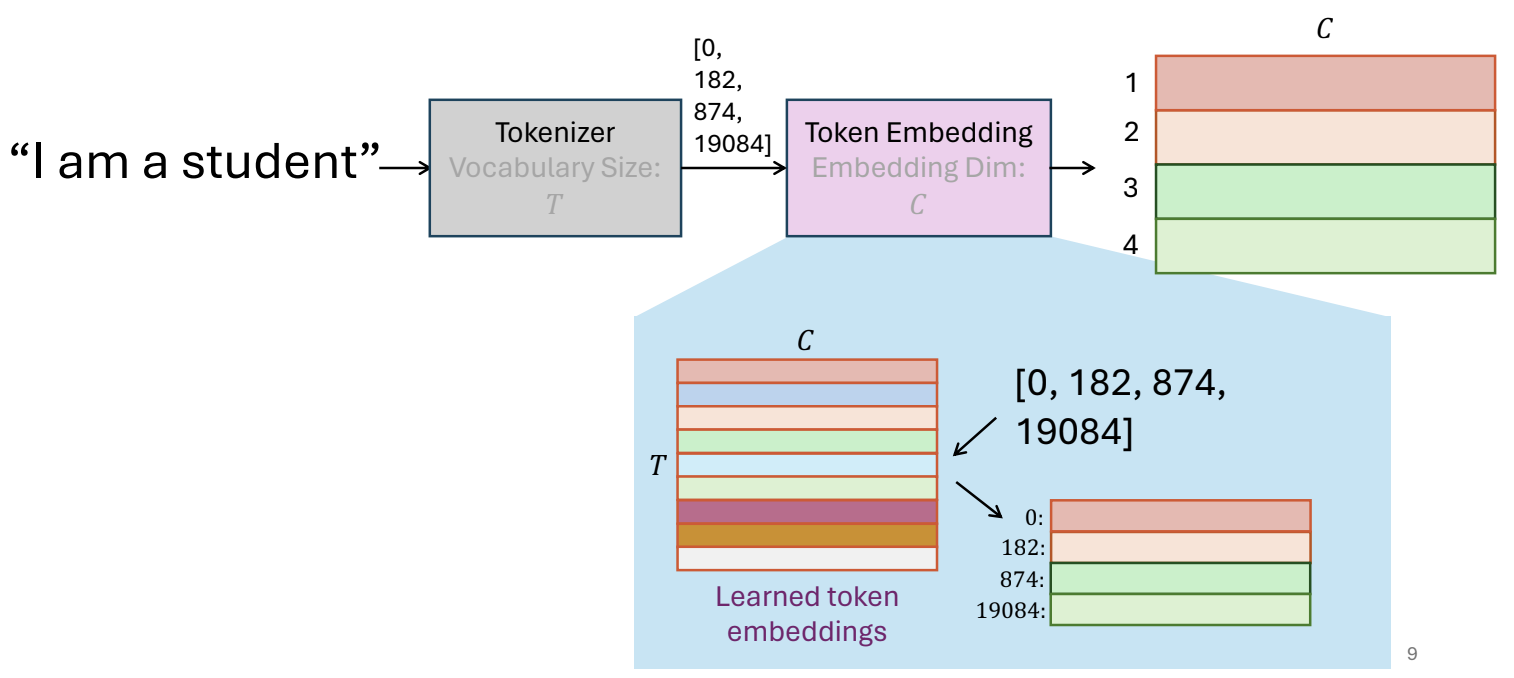 “I am a student”
Tokenizer
Vocabulary Size:
T
[0,
182,
874,
19084]
Token Embedding
Embedding Dim:
C
C
1
2
3
4
C
T
Learned token
embeddings
[0, 182, 874,
19084]
0:
182:
874:
19084:
9